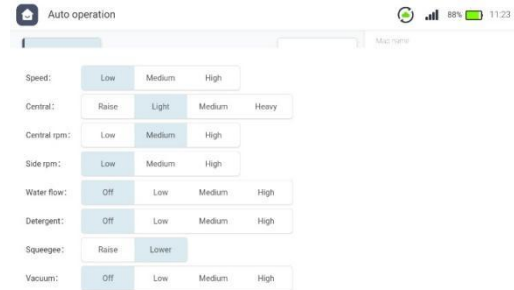 Auto operation 88% 11:23
Map name
Speed: Low Medium High
Central: Raise Light Medium Heavy
Central rpm: Low Medium High
Side rpm: Low Medium High
Water flow: Off Low Medium High
Detergent: Off Low Medium High
Squeegee: Raise Lower
Vacuum: Off Low Medium High